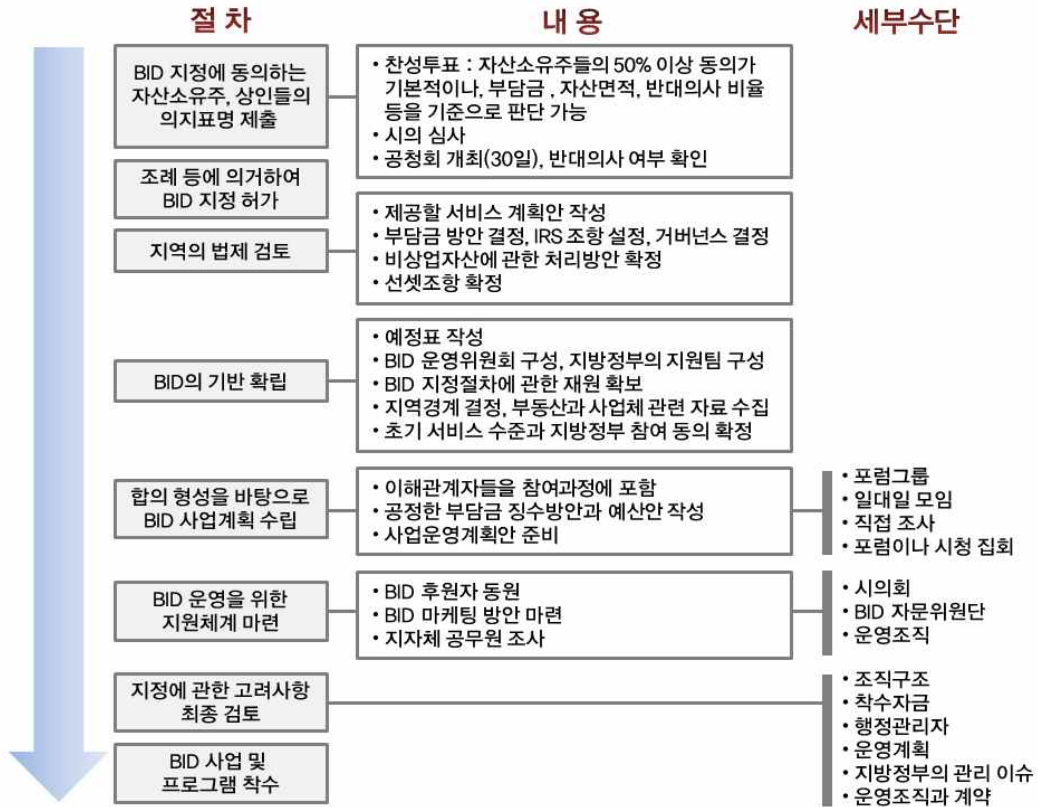 절 차
내 용
세부수단
BID 지정에 동의하는
자산소유주, 상인들의
의지표명 제출
• 찬성투표 : 자산소유주들의 50% 이상 동의가
기본적이나, 부담금 , 자산면적, 반대의사 비율
등을 기준으로 판단 가능
• 시의 심사
• 공청회 개최(30일), 반대의사 여부 확인
조례 등에 의거하여
BID 지정 허가
지역의 법제 검토
• 제공할 서비스 계획안 작성
• 부담금 방안 결정, IRS 조항 설정, 거버넌스 결정
• 비상업자산에 관한 처리방안 확정
• 선셋조항 확정
BID의 기반 확립
• 예정표 작성
• BID 운영위원회 구성, 지방정부의 지원팀 구성
• BID 지정절차에 관한 재원 확보
• 지역경계 결정, 부동산과 사업체 관련 자료 수집
• 초기 서비스 수준과 지방정부 참여 동의 확정
합의 형성을 바탕으로
BID 사업계획 수립
• 이해관계자들을 참여과정에 포함
• 공정한 부담금 징수방안과 예산안 작성
• 사업운영계획안 준비
• 포럼그룹
• 일대일 모임
• 직접 조사
• 포럼이나 시청 집회
BID 운영을 위한
지원체계 마련
• BID 후원자 동원
• BID 마케팅 방안 마련
• 지자체 공무원 조사
• 시의회
• BID 자문위원단
• 운영조직
지정에 관한 고려사항
최종 검토
• 조직구조
• 착수자금
• 행정관리자
• 운영계획
• 지방정부의 관리 이슈
• 운영조직과 계약
BID 사업 및
프로그램 착수